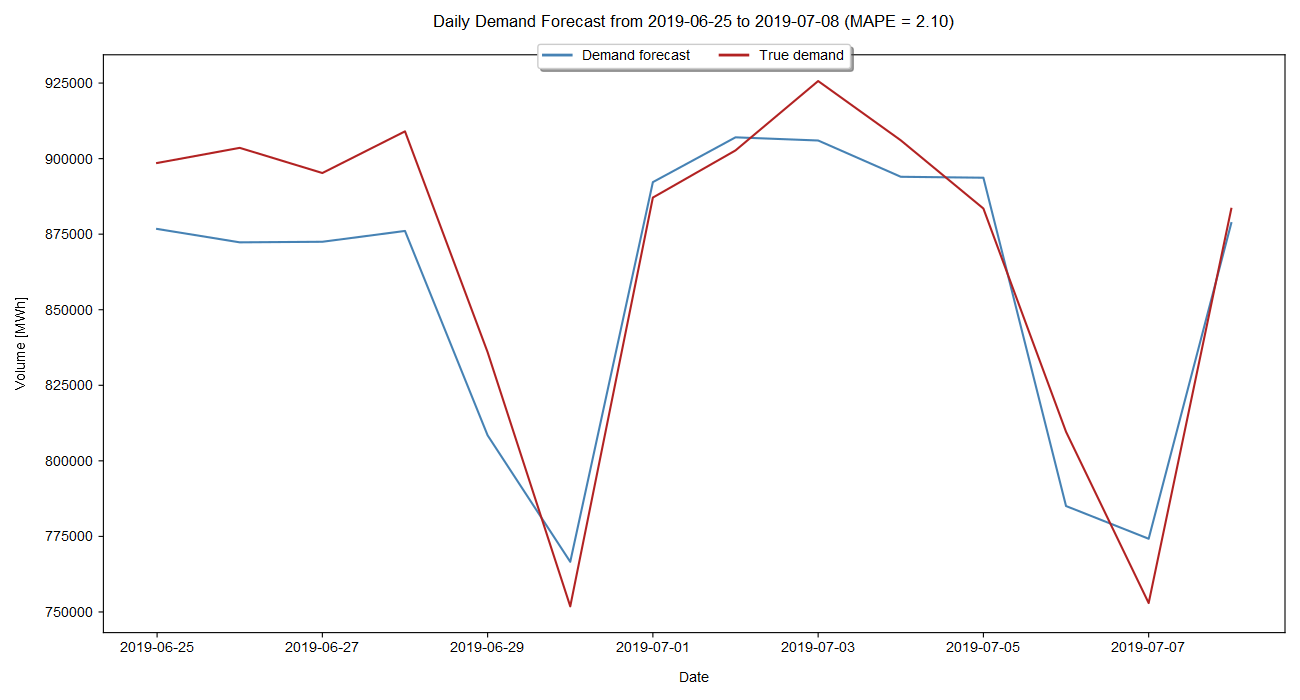 Daily Demand Forecast from 2019-06-25 to 2019-07-08 (MAPE = 2.10)
Demand forecast True demand
925000
900000
875000
850000
825000
800000
775000
750000
Volume [MWh]
2019-06-25 2019-06-27 2019-06-29 2019-07-01 2019-07-03 2019-07-05 2019-07-07
Date